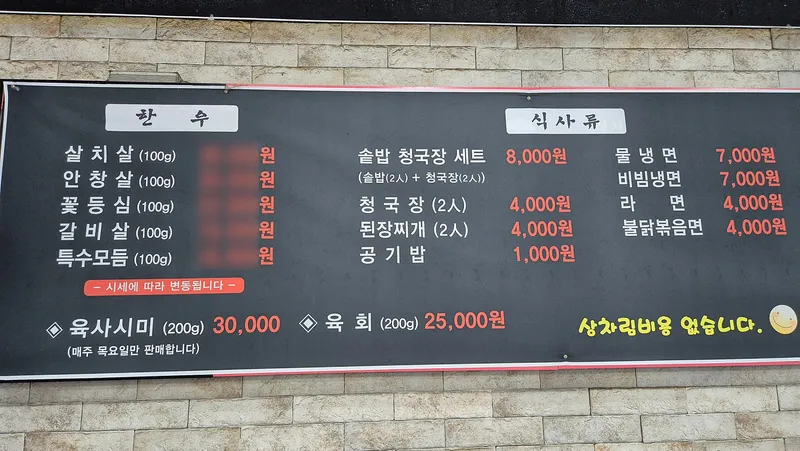 한 우
살치살 (100g) 원
안창살 (100g) 원
꽃등심 (100g) 원
갈비살 (100g) 원
특수모듬 (100g) 원
- 시세에 따라 변동됩니다 -
식사류
솥밥 청국장 세트 8,000원
(솥밥(2人) + 청국장(2人))
청국장 (2人) 4,000원
된장찌개 (2人) 4,000원
공기밥 1,000원
물냉면 7,000원
비빔냉면 7,000원
라면 4,000원
불닭볶음면 4,000원
◈ 육사시미 (200g) 30,000
(매주 목요일만 판매합니다)
◈ 육회 (200g) 25,000원
상차림비용 없습니다.